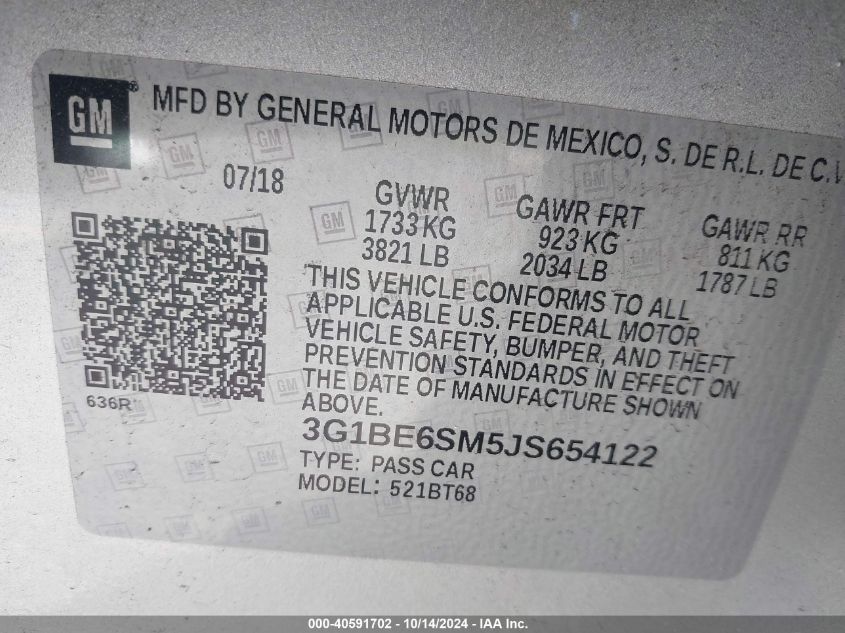 GM ® MFD BY GENERAL MOTORS DE MEXICO, S. DE R.L. DE C.V
07/18
GVWR
1733 KG
3821 LB
GAWR FRT
923 KG
2034 LB
GAWR RR
811 KG
1787 LB
THIS VEHICLE CONFORMS TO ALL
APPLICABLE U.S. FEDERAL MOTOR
VEHICLE SAFETY, BUMPER, AND THEFT
PREVENTION STANDARDS IN EFFECT ON
THE DATE OF MANUFACTURE SHOWN
ABOVE.
636R
3G1BE6SM5JS654122
TYPE: PASS CAR
MODEL: 521BT68
000-40591702 - 10/14/2024 - IAA Inc.